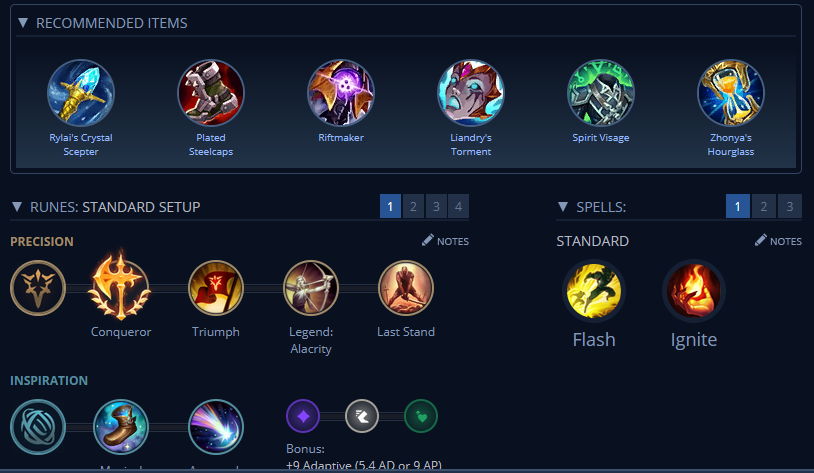 RECOMMENDED ITEMS
Rylai's Crystal
Scepter
Plated
Steelcaps
Riftmaker
Liandry's
Torment
Spirit Visage
Zhonya's
Hourglass
RUNES: STANDARD SETUP
1 2 3 4
NOTES
PRECISION
Conqueror
Triumph
Legend:
Alacrity
Last Stand
SPELLS:
1 2 3
STANDARD
NOTES
Flash
Ignite
INSPIRATION
Bonus:
+9 Adaptive (5.4 AD or 9 AP)